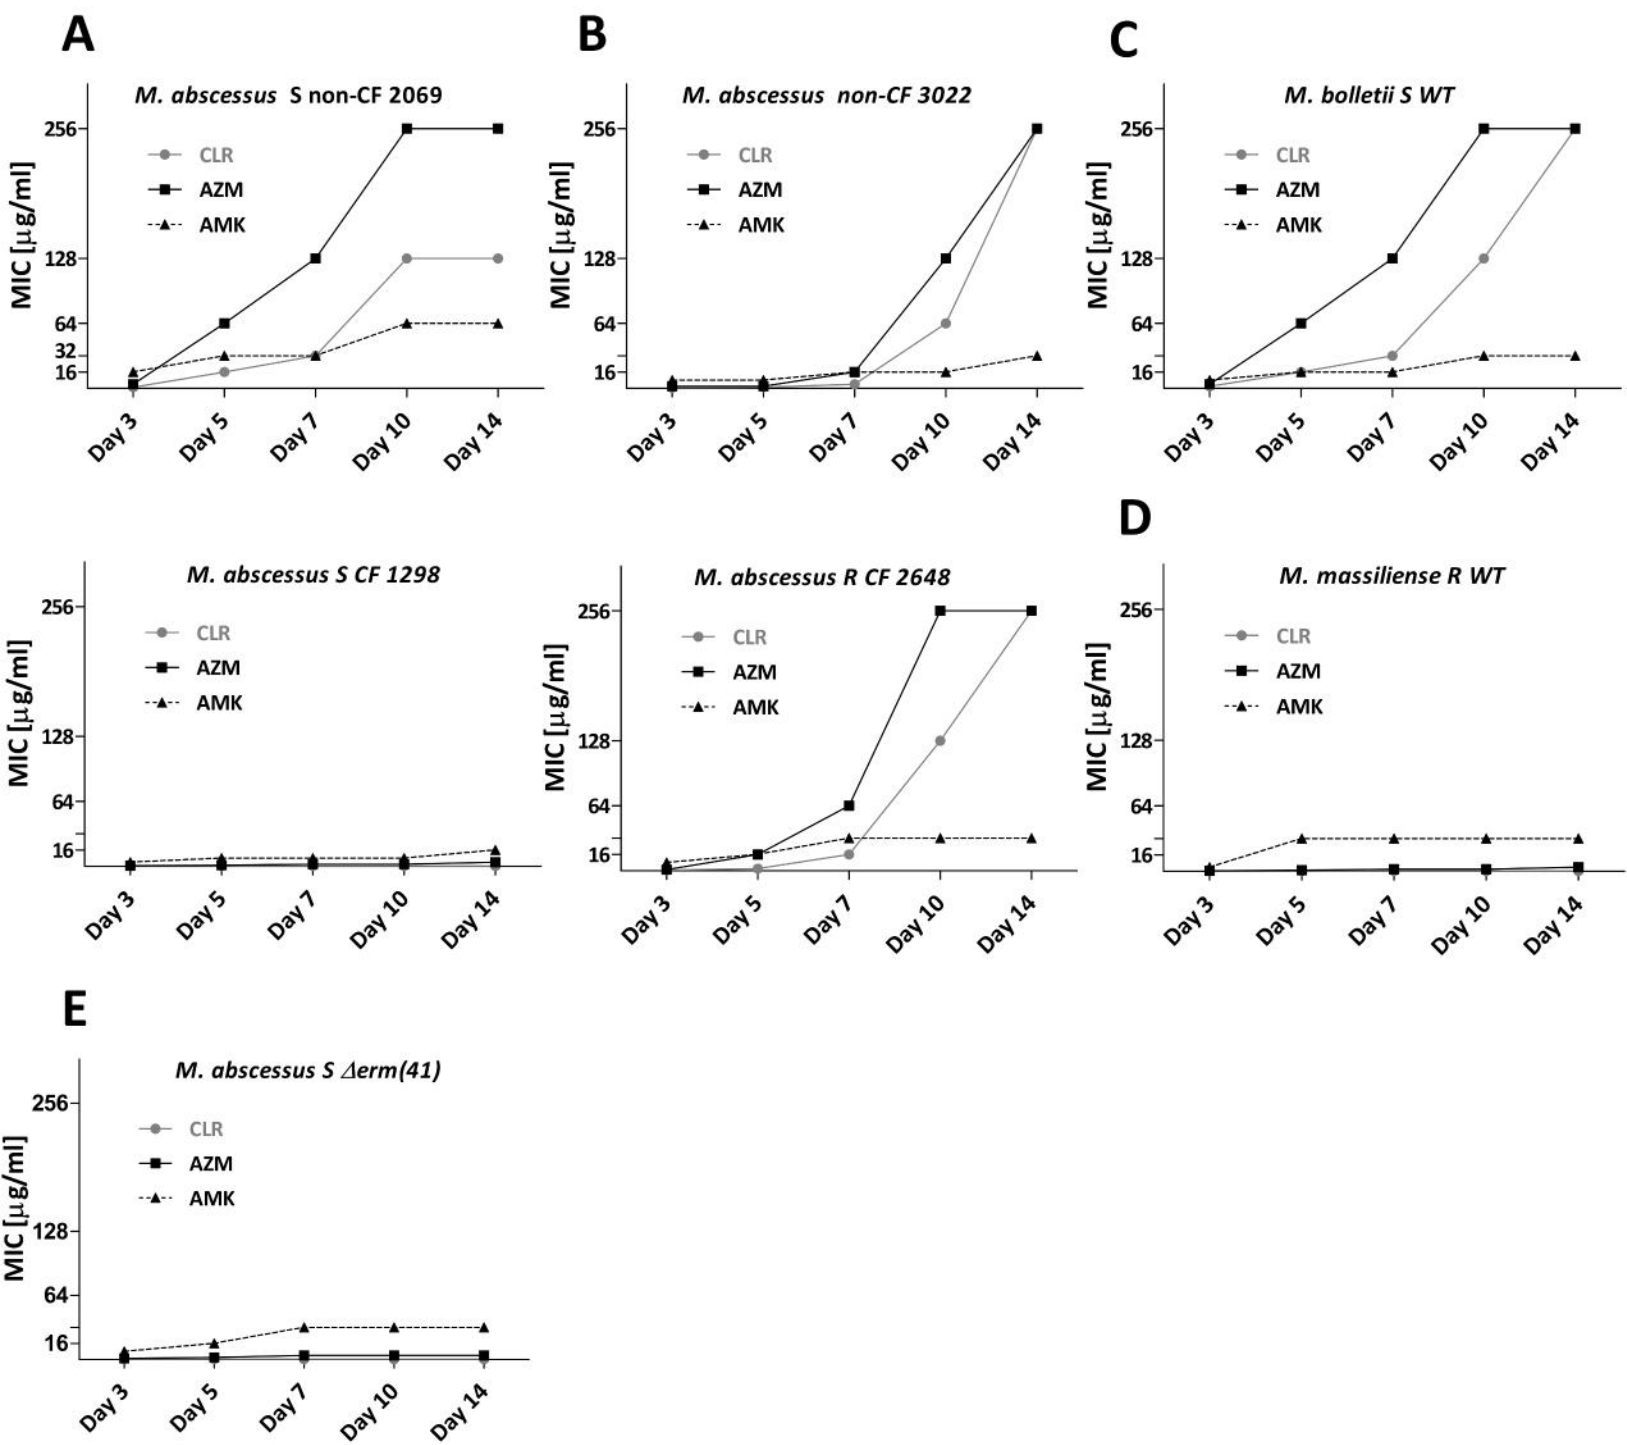 A
M. abscessus S non-CF 2069
MIC [μg/ml]
256
128
64
32
16
CLR
AZM
AMK
Day 3
Day 5
Day 7
Day 10
Day 14
B
M. abscessus non-CF 3022
MIC [μg/ml]
256
128
64
16
CLR
AZM
AMK
Day 3
Day 5
Day 7
Day 10
Day 14
C
M. bolletii S WT
MIC [μg/ml]
256
128
64
16
CLR
AZM
AMK
Day 3
Day 5
Day 7
Day 10
Day 14
M. abscessus S CF 1298
MIC [μg/ml]
256
128
64
16
CLR
AZM
AMK
Day 3
Day 5
Day 7
Day 10
Day 14
M. abscessus R CF 2648
MIC [μg/ml]
256
128
64
16
CLR
AZM
AMK
Day 3
Day 5
Day 7
Day 10
Day 14
D
M. massiliense R WT
MIC [μg/ml]
256
128
64
16
CLR
AZM
AMK
Day 3
Day 5
Day 7
Day 10
Day 14
E
M. abscessus S Δerm(41)
MIC [μg/ml]
256
128
64
16
CLR
AZM
AMK
Day 3
Day 5
Day 7
Day 10
Day 14